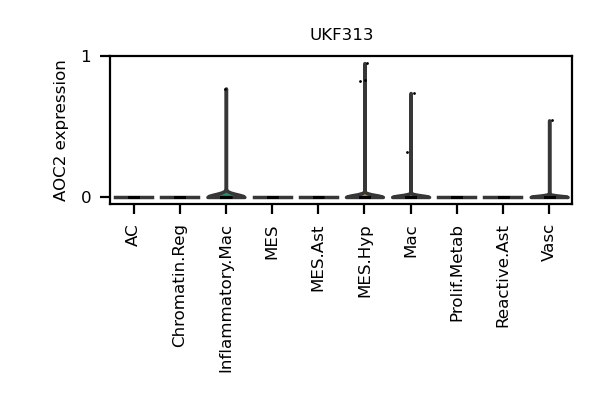 UKF313
AOC2 expression
1
0
AC
Chromatin.Reg
Inflammatory.Mac
MES
MES.Ast
MES.Hyp
Mac
Prolif.Metab
Reactive.Ast
Vasc